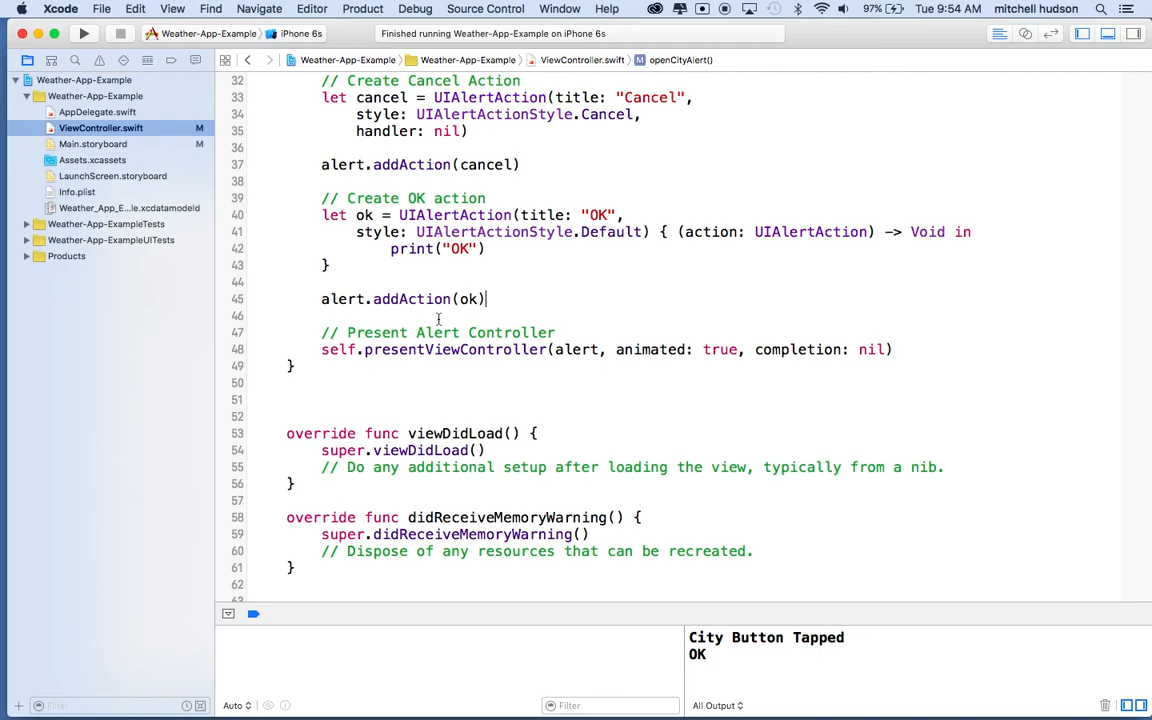 Xcode File Edit View Find Navigate Editor Product Debug Source Control Window Help 97% Tue 9:54 AM mitchell hudson
Weather-App-Example iPhone 6s Finished running Weather-App-Example on iPhone 6s
Weather-App-Example Weather-App-Example ViewController.swift M openCityAlert()
Weather-App-Example
Weather-App-Example
AppDelegate.swift
ViewController.swift M
Main.storyboard M
Assets.xcassets
LaunchScreen.storyboard
Info.plist
Weather_App_E...le.xcdatamodeld
Weather-App-ExampleTests
Weather-App-ExampleUITests
Products
32 // Create Cancel Action
33 let cancel = UIAlertAction(title: "Cancel",
34 style: UIAlertActionStyle.Cancel,
35 handler: nil)
36
37 alert.addAction(cancel)
38
39 // Create OK action
40 let ok = UIAlertAction(title: "OK",
41 style: UIAlertActionStyle.Default) { (action: UIAlertAction) -> Void in
42 print("OK")
43 }
44
45 alert.addAction(ok)
46
47 // Present Alert Controller
48 self.presentViewController(alert, animated: true, completion: nil)
49 }
50
51
52
53 override func viewDidLoad() {
54 super.viewDidLoad()
55 // Do any additional setup after loading the view, typically from a nib.
56 }
57
58 override func didReceiveMemoryWarning() {
59 super.didReceiveMemoryWarning()
60 // Dispose of any resources that can be recreated.
61 }
62
City Button Tapped
OK
Filter
Auto
Filter
All Output